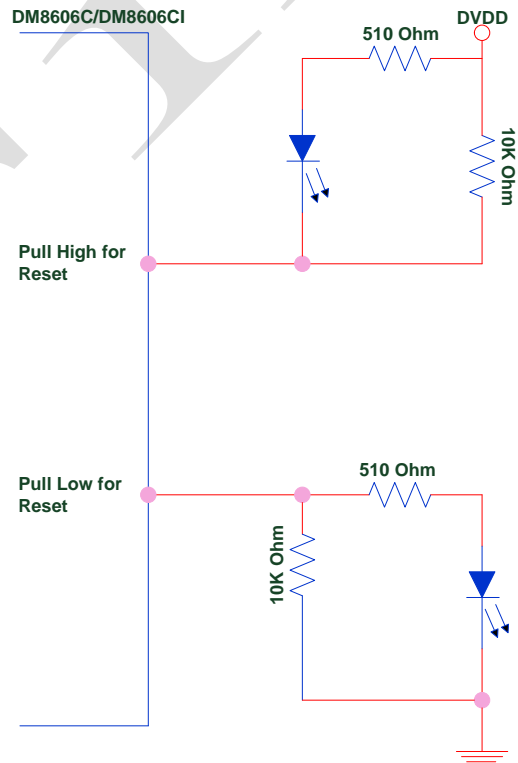 DM8606C/DM8606CI
DVDD
510 Ohm
10K Ohm
Pull High for
Reset
Pull Low for
Reset
510 Ohm
10K Ohm